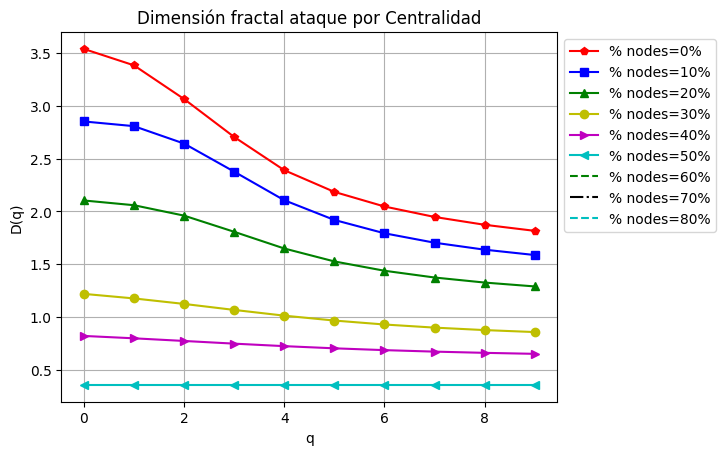 Dimensión fractal ataque por Centralidad
3.5
3.0
2.5
2.0
1.5
1.0
0.5
D(q)
0 2 4 6 8
q
% nodes=0%
% nodes=10%
% nodes=20%
% nodes=30%
% nodes=40%
% nodes=50%
% nodes=60%
% nodes=70%
% nodes=80%